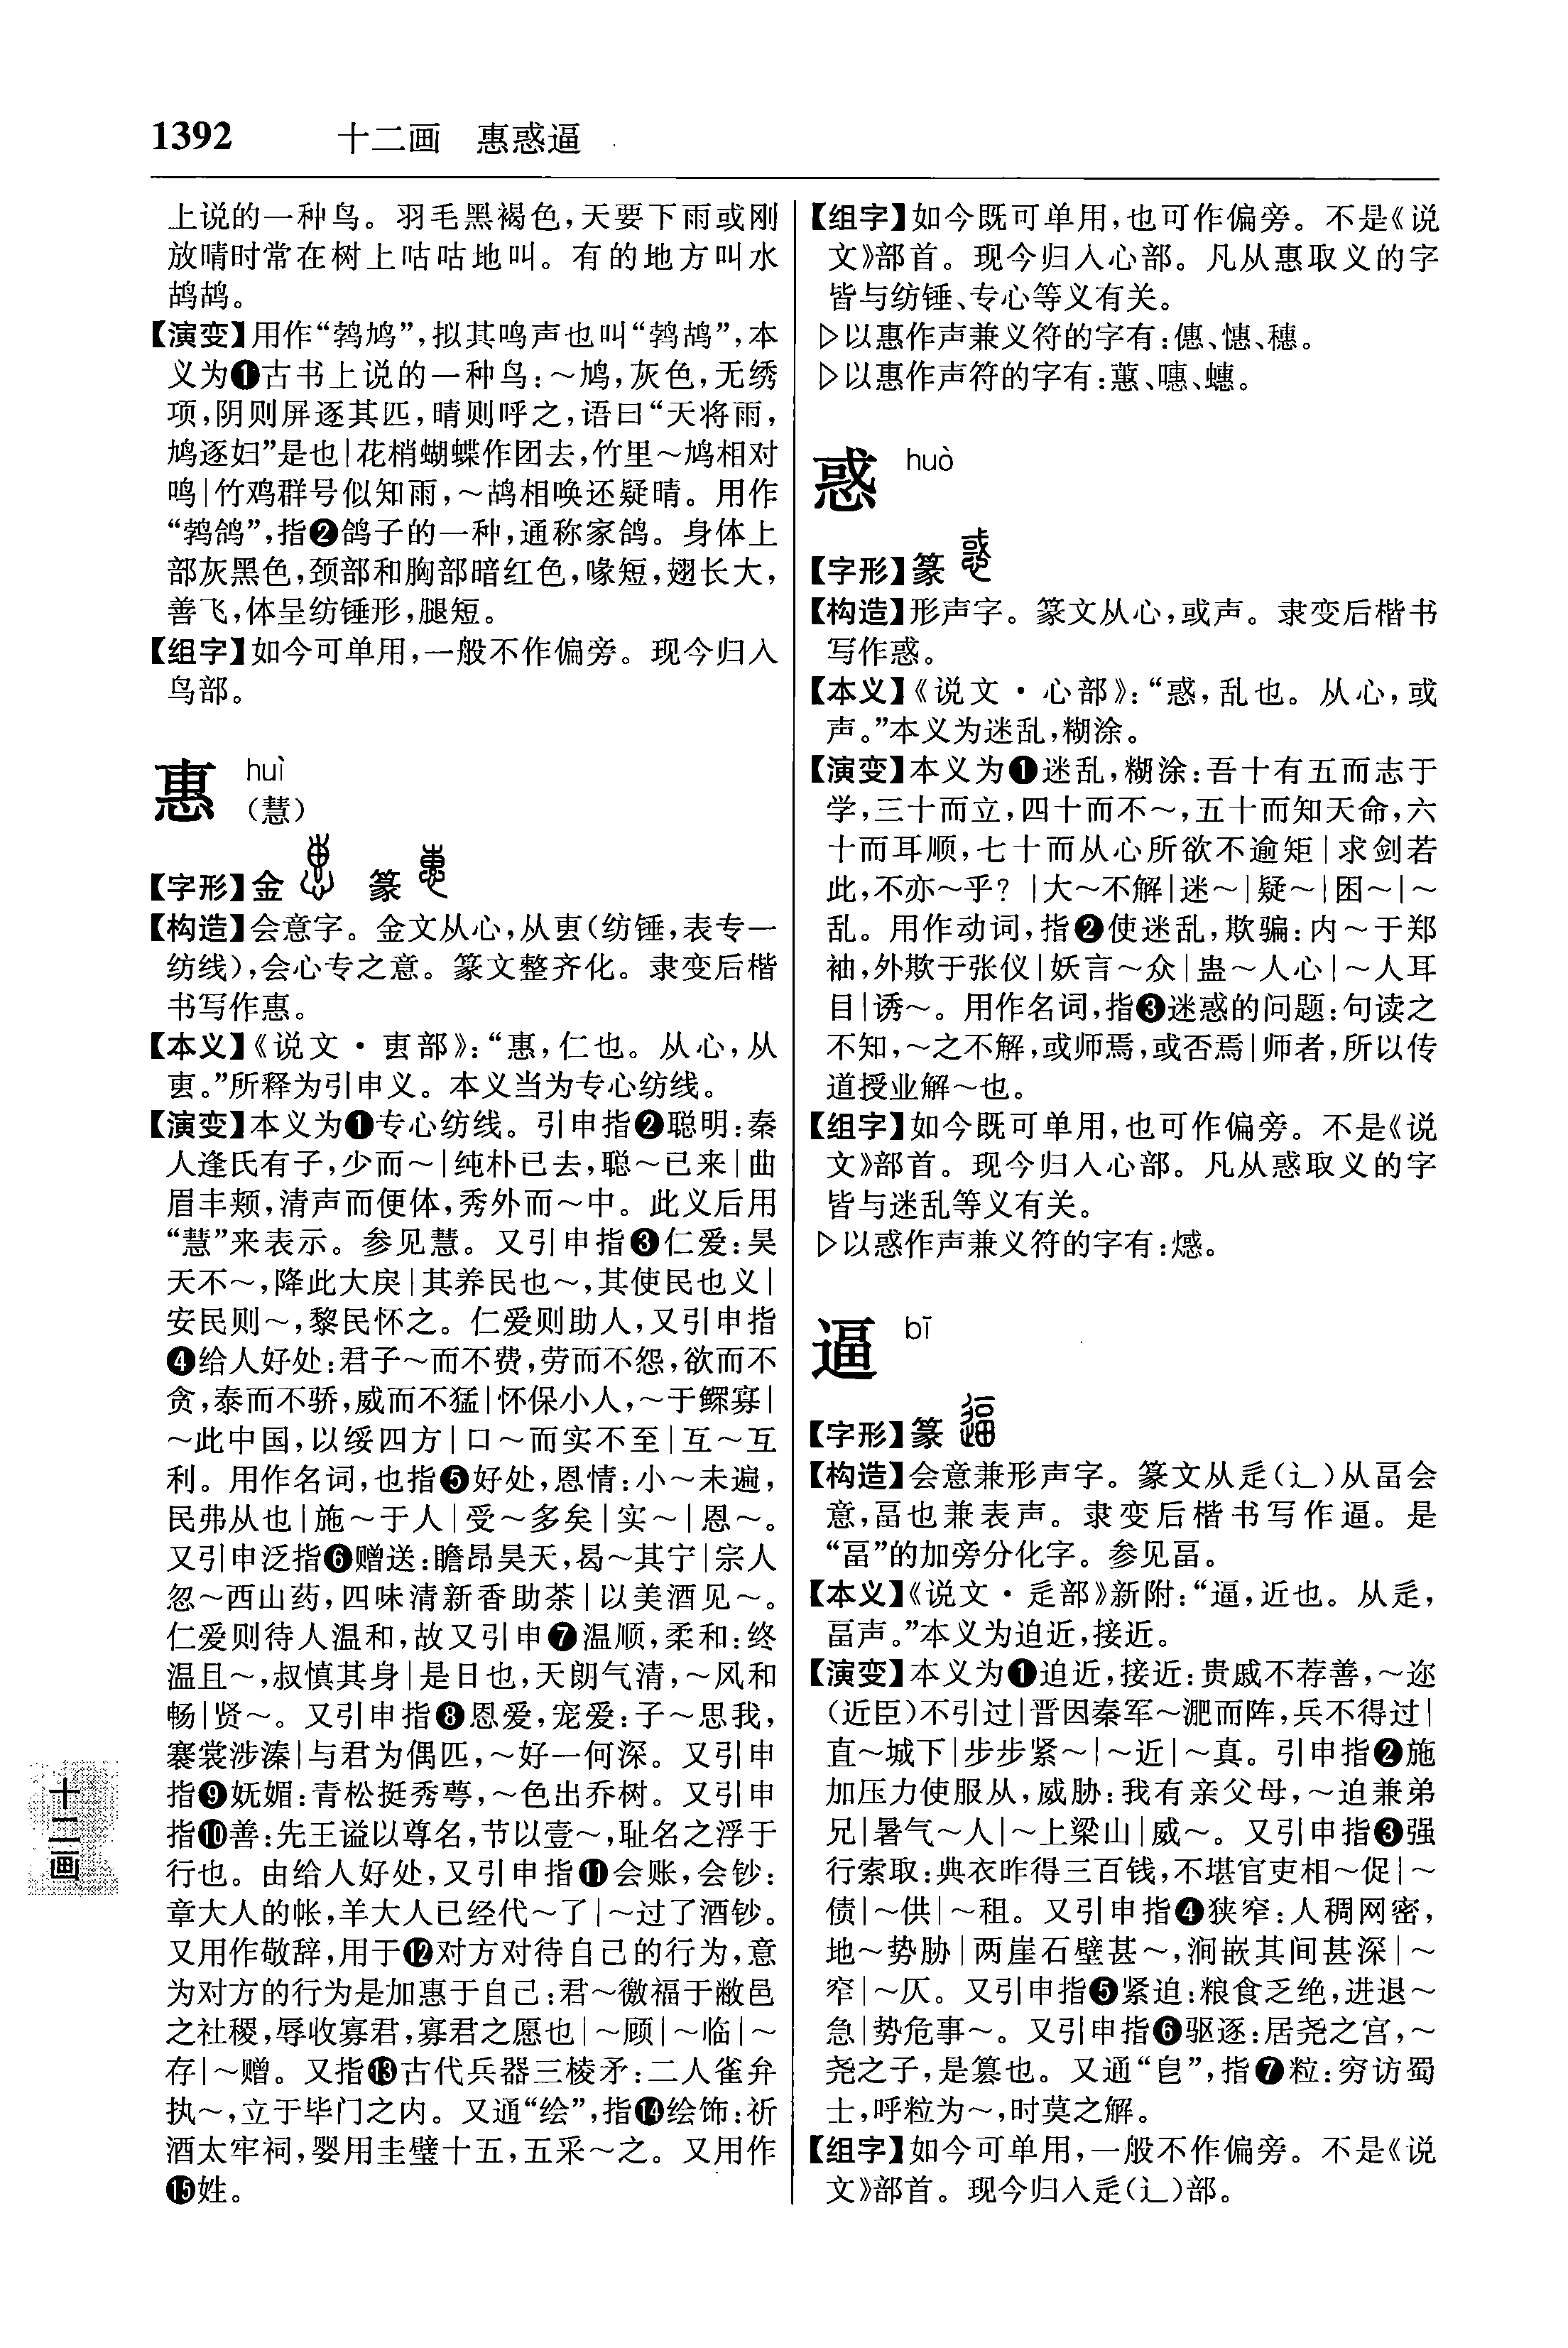 1392 十二画 惠惑逼
上说的一种鸟。羽毛黑褐色,天要下雨或刚
放晴时常在树上咕咕地叫。有的地方叫水
鸪鸪。
【演变】用作“鹁鸠”,拟其鸣声也叫“鹁鸪”,本
义为❶古书上说的一种鸟:～鸠,灰色,无绣
项,阴则屏逐其匹,晴则呼之,语曰“天将雨,
鸠逐妇”是也|花梢蝴蝶作团去,竹里～鸠相对
鸣|竹鸡群号似知雨,～鸪相唤还疑晴。用作
“鹁鸽”,指❷鸽子的一种,通称家鸽。身体上
部灰黑色,颈部和胸部暗红色,喙短,翅长大,
善飞,体呈纺锤形,腿短。
【组字】如今可单用,一般不作偏旁。现今归入
鸟部。
惠 huì
(慧)
【字形】金 篆
【构造】会意字。金文从心,从叀(纺锤,表专一
纺线),会心专之意。篆文整齐化。隶变后楷
书写作惠。
【本义】《说文·叀部》:“惠,仁也。从心,从
叀。”所释为引申义。本义当为专心纺线。
【演变】本义为❶专心纺线。引申指❷聪明:秦
人逢氏有子,少而～|纯朴已去,聪～已来|曲
眉丰颊,清声而便体,秀外而～中。此义后用
“慧”来表示。参见慧。又引申指❸仁爱:昊
天不～,降此大戾|其养民也～,其使民也义|
安民则～,黎民怀之。仁爱则助人,又引申指
❹给人好处:君子～而不费,劳而不怨,欲而不
贪,泰而不骄,威而不猛|怀保小人,～于鳏寡|
～此中国,以绥四方|口～而实不至|互～互
利。用作名词,也指❺好处,恩情:小～未遍,
民弗从也|施～于人|受～多矣|实～|恩～。
又引申泛指❻赠送:瞻昂昊天,曷～其宁|宗人
忽～西山药,四味清新香助茶|以美酒见～。
仁爱则待人温和,故又引申❼温顺,柔和:终
温且～,叔慎其身|是日也,天朗气清,～风和
畅|贤～。又引申指❽恩爱,宠爱:子～思我,
褰裳涉溱|与君为偶匹,～好一何深。又引申
指❾妩媚:青松挺秀萼,～色出乔树。又引申
指❿善:先王谥以尊名,节以壹～,耻名之浮于
行也。由给人好处,又引申指⓫会账,会钞:
章大人的帐,羊大人已经代～了|～过了酒钞。
又用作敬辞,用于⓬对方对待自己的行为,意
为对方的行为是加惠于自己:君～徼福于敝邑
之社稷,辱收寡君,寡君之愿也|～顾|～临|～
存|～赠。又指⓭古代兵器三棱矛:二人雀弁
执～,立于毕门之内。又通“绘”,指⓮绘饰:祈
酒太牢祠,婴用圭璧十五,五采～之。又用作
⓯姓。
【组字】如今既可单用,也可作偏旁。不是《说
文》部首。现今归入心部。凡从惠取义的字
皆与纺锤、专心等义有关。
▷以惠作声兼义符的字有:僡、憓、穗。
▷以惠作声符的字有:蕙、嘒、蟪。
惑 huò
【字形】篆
【构造】形声字。篆文从心,或声。隶变后楷书
写作惑。
【本义】《说文·心部》:“惑,乱也。从心,或
声。”本义为迷乱,糊涂。
【演变】本义为❶迷乱,糊涂:吾十有五而志于
学,三十而立,四十而不～,五十而知天命,六
十而耳顺,七十而从心所欲不逾矩|求剑若
此,不亦～乎?|大～不解|迷～|疑～|困～|～
乱。用作动词,指❷使迷乱,欺骗:内～于郑
袖,外欺于张仪|妖言～众|蛊～人心|～人耳
目|诱～。用作名词,指❸迷惑的问题:句读之
不知,～之不解,或师焉,或否焉|师者,所以传
道授业解～也。
【组字】如今既可单用,也可作偏旁。不是《说
文》部首。现今归入心部。凡从惑取义的字
皆与迷乱等义有关。
▷以惑作声兼义符的字有:㦜。
逼 bī
【字形】篆
【构造】会意兼形声字。篆文从辵(辶)从畐会
意,畐也兼表声。隶变后楷书写作逼。是
“畐”的加旁分化字。参见畐。
【本义】《说文·辵部》新附:“逼,近也。从辵,
畐声。”本义为迫近,接近。
【演变】本义为❶迫近,接近:贵戚不荐善,～迩
(近臣)不引过|晋因秦军～淝而阵,兵不得过|
直～城下|步步紧～|～近|～真。引申指❷施
加压力使服从,威胁:我有亲父母,～迫兼弟
兄|暑气～人|～上梁山|威～。又引申指❸强
行索取:典衣昨得三百钱,不堪官吏相～促|～
债|～供|～租。又引申指❹狭窄:人稠网密,
地～势胁|两崖石壁甚～,涧嵌其间甚深|～
窄|～仄。又引申指❺紧迫:粮食乏绝,进退～
急|势危事～。又引申指❻驱逐:居尧之宫,～
尧之子,是篡也。又通“皀”,指❼粒:穷访蜀
士,呼粒为～,时莫之解。
【组字】如今可单用,一般不作偏旁。不是《说
文》部首。现今归入辵(辶)部。
十二画